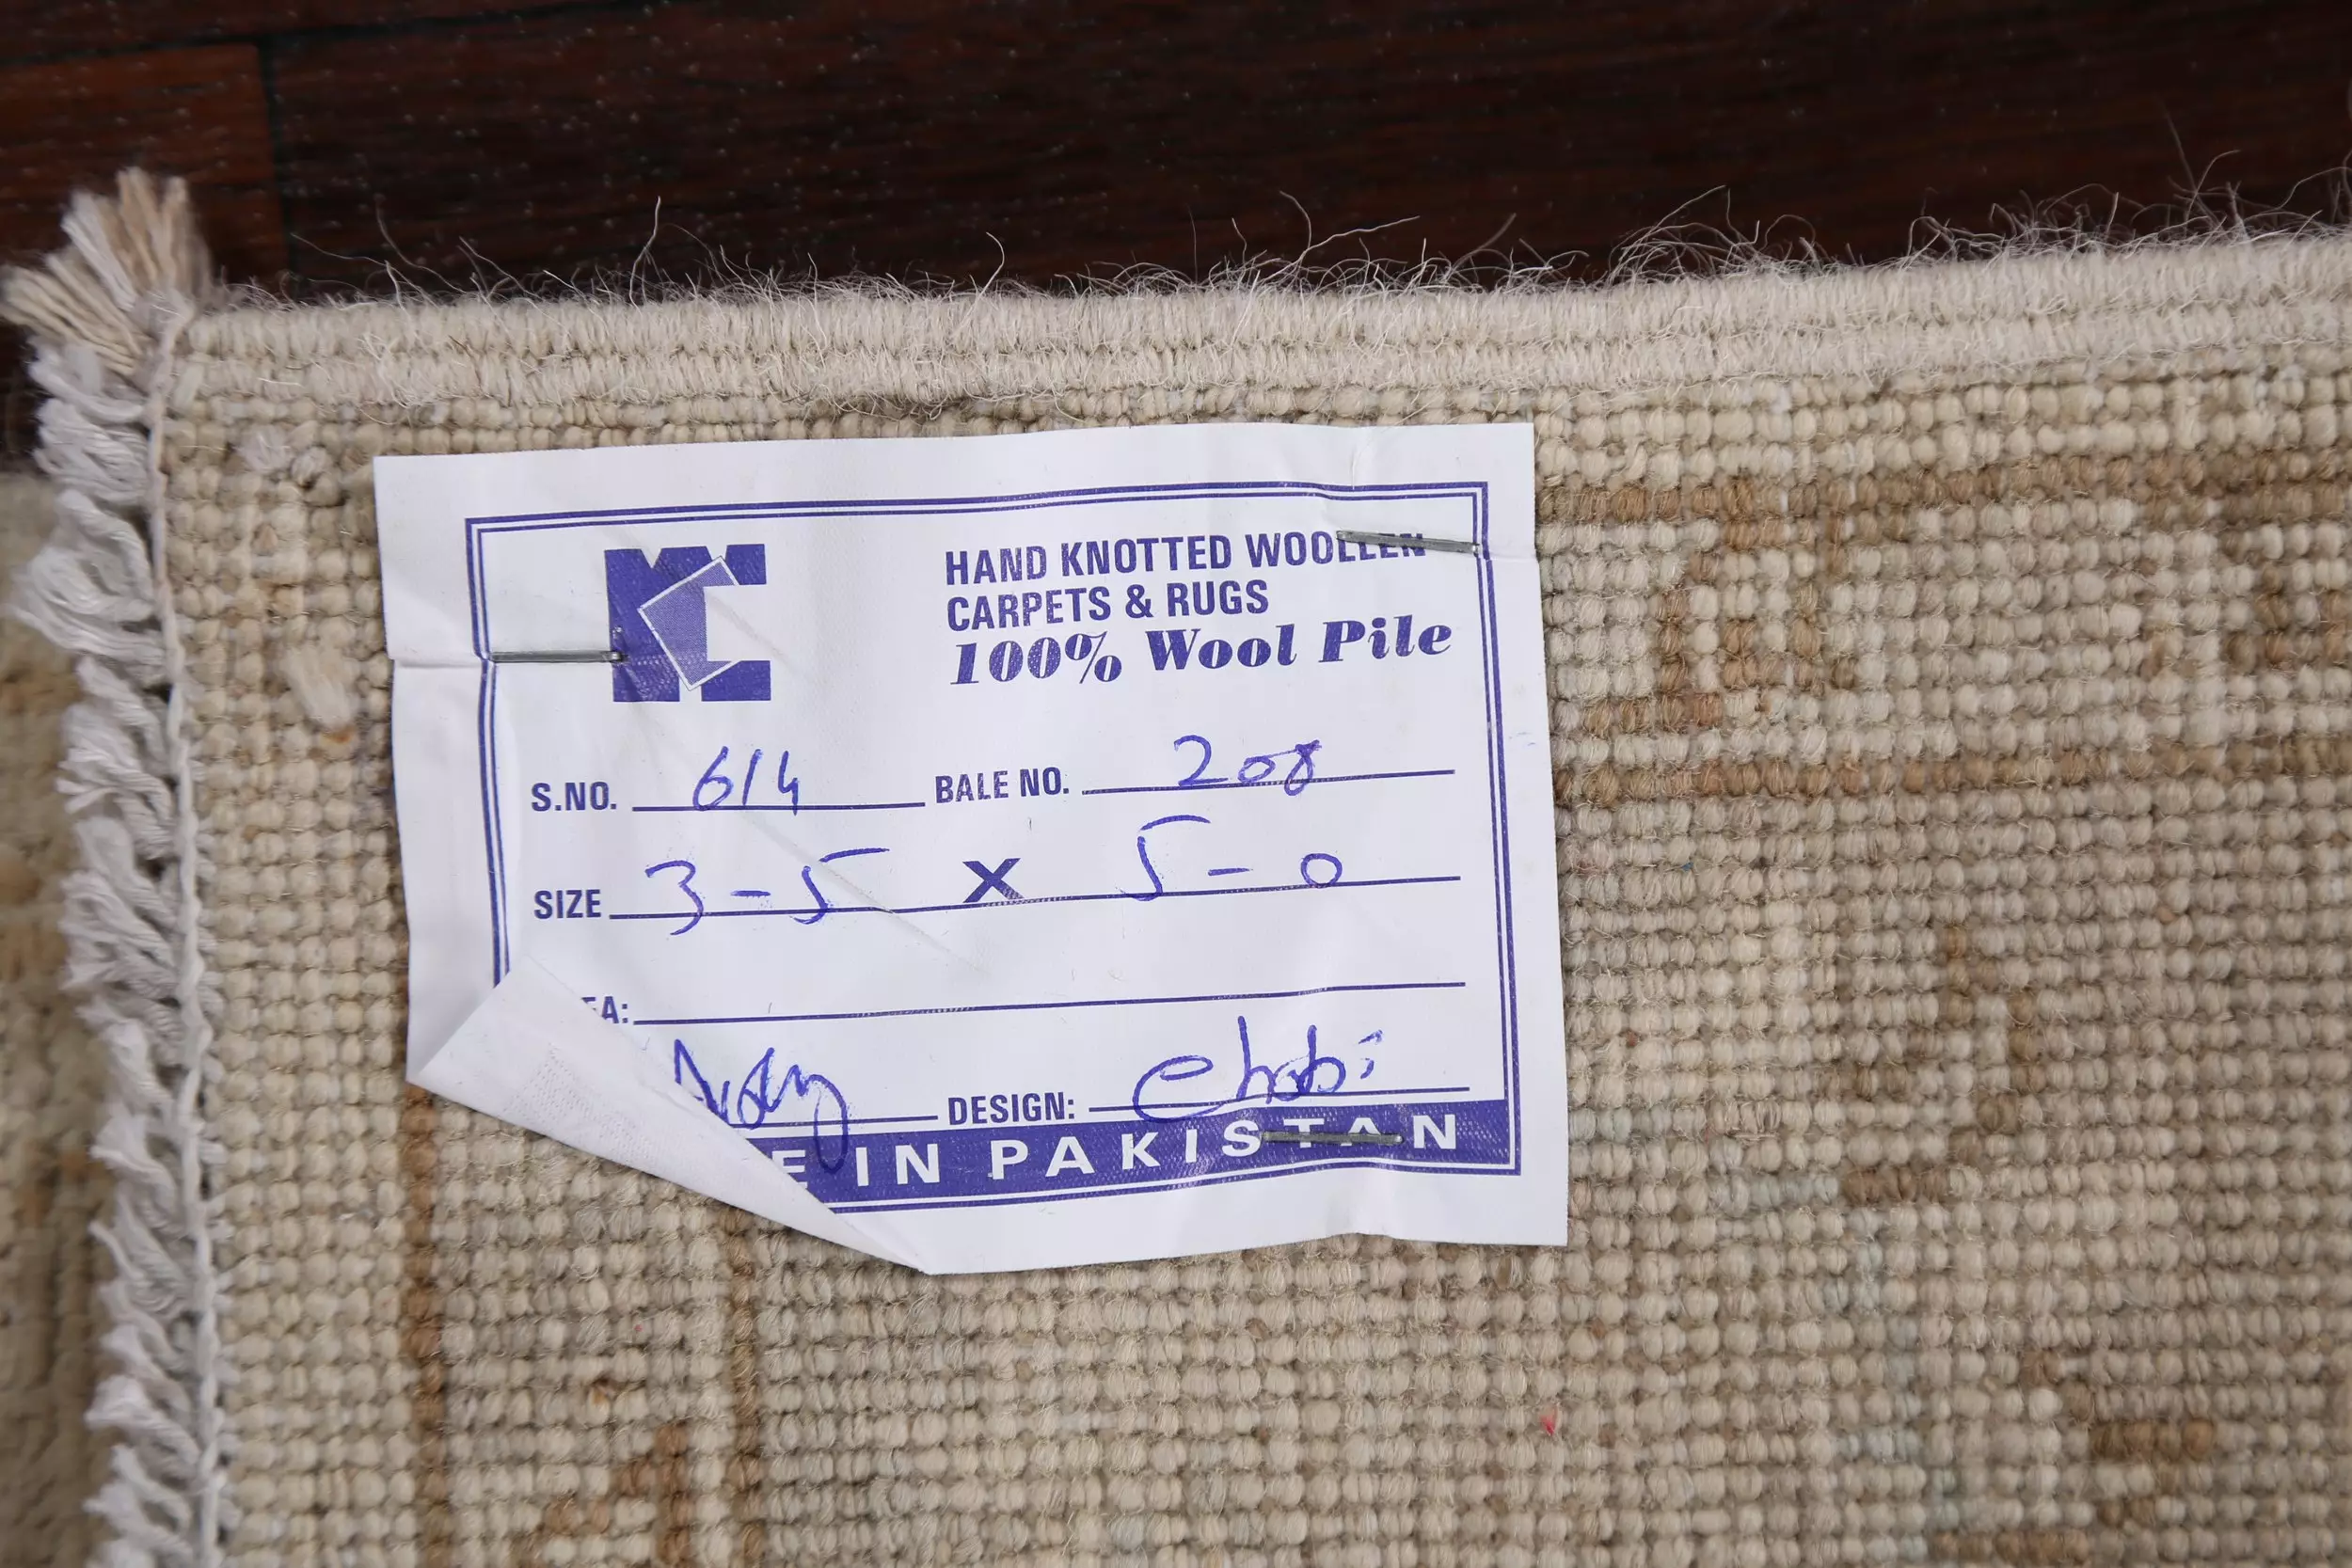 HAND KNOTTED WOOLLEN
CARPETS & RUGS
100% Wool Pile
S.NO. 614 BALE NO. 208
SIZE 3-5 X 5-0
EA:
DESIGN: chobi
E IN PAKISTAN